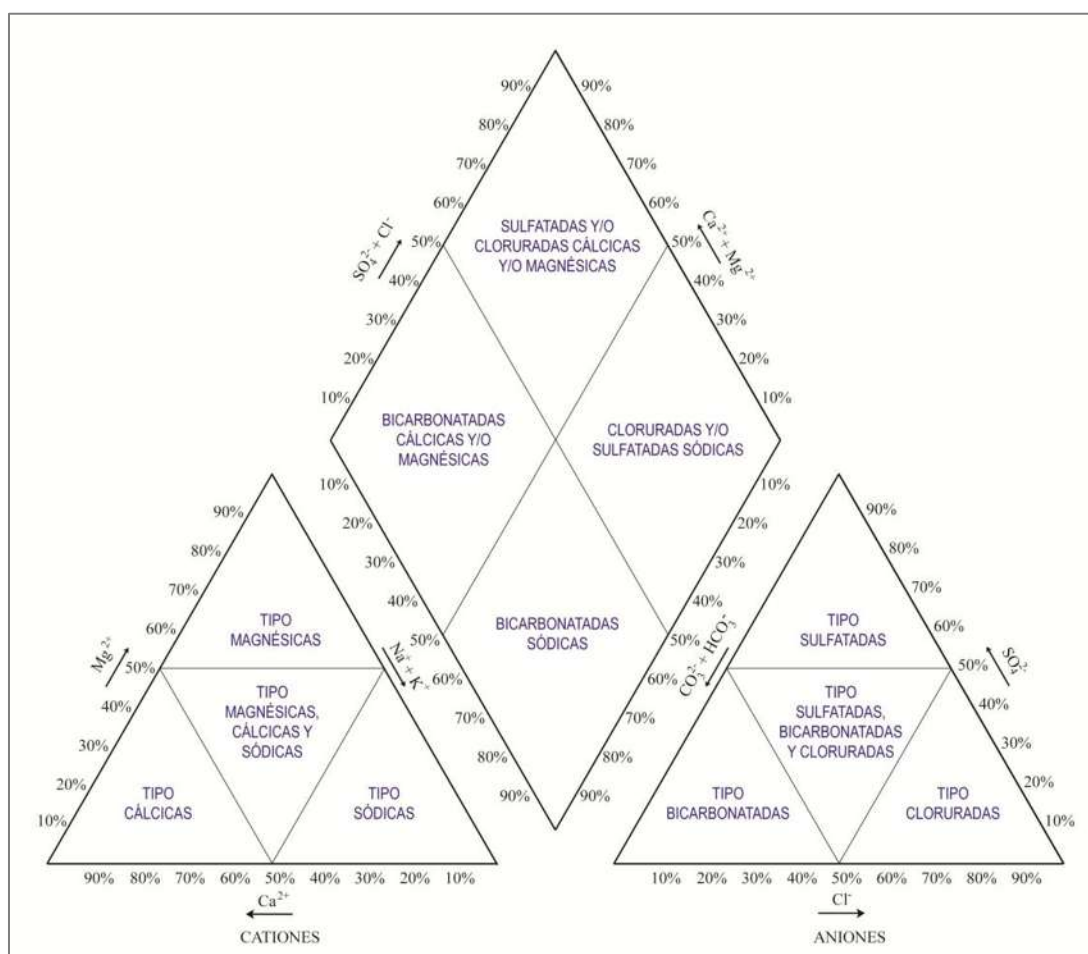 90%
90%
80%
80%
70%
70%
60%
60%
SO₄²⁻ + Cl⁻
Ca²⁺ + Mg²⁺
50%
50%
SULFATADAS Y/O
CLORURADAS CÁLCICAS
Y/O MAGNÉSICAS
40%
40%
30%
30%
20%
20%
10%
10%
BICARBONATADAS
CÁLCICAS Y/O
MAGNÉSICAS
CLORURADAS Y/O
SULFATADAS SÓDICAS
10%
10%
20%
20%
30%
30%
40%
40%
50%
50%
60%
60%
70%
70%
80%
80%
90%
90%
BICARBONATADAS
SÓDICAS
Na⁺ + K⁺
CO₃²⁻ + HCO₃⁻
90%
80%
70%
60%
50%
40%
30%
20%
10%
Mg²⁺
TIPO
MAGNÉSICAS
TIPO
MAGNÉSICAS,
CÁLCICAS Y
SÓDICAS
TIPO
CÁLCICAS
TIPO
SÓDICAS
90% 80% 70% 60% 50% 40% 30% 20% 10%
Ca²⁺
CATIONES
90%
80%
70%
60%
50%
40%
30%
20%
10%
SO₄²⁻
TIPO
SULFATADAS
TIPO
SULFATADAS,
BICARBONATADAS
Y CLORURADAS
TIPO
BICARBONATADAS
TIPO
CLORURADAS
10% 20% 30% 40% 50% 60% 70% 80% 90%
Cl⁻
ANIONES